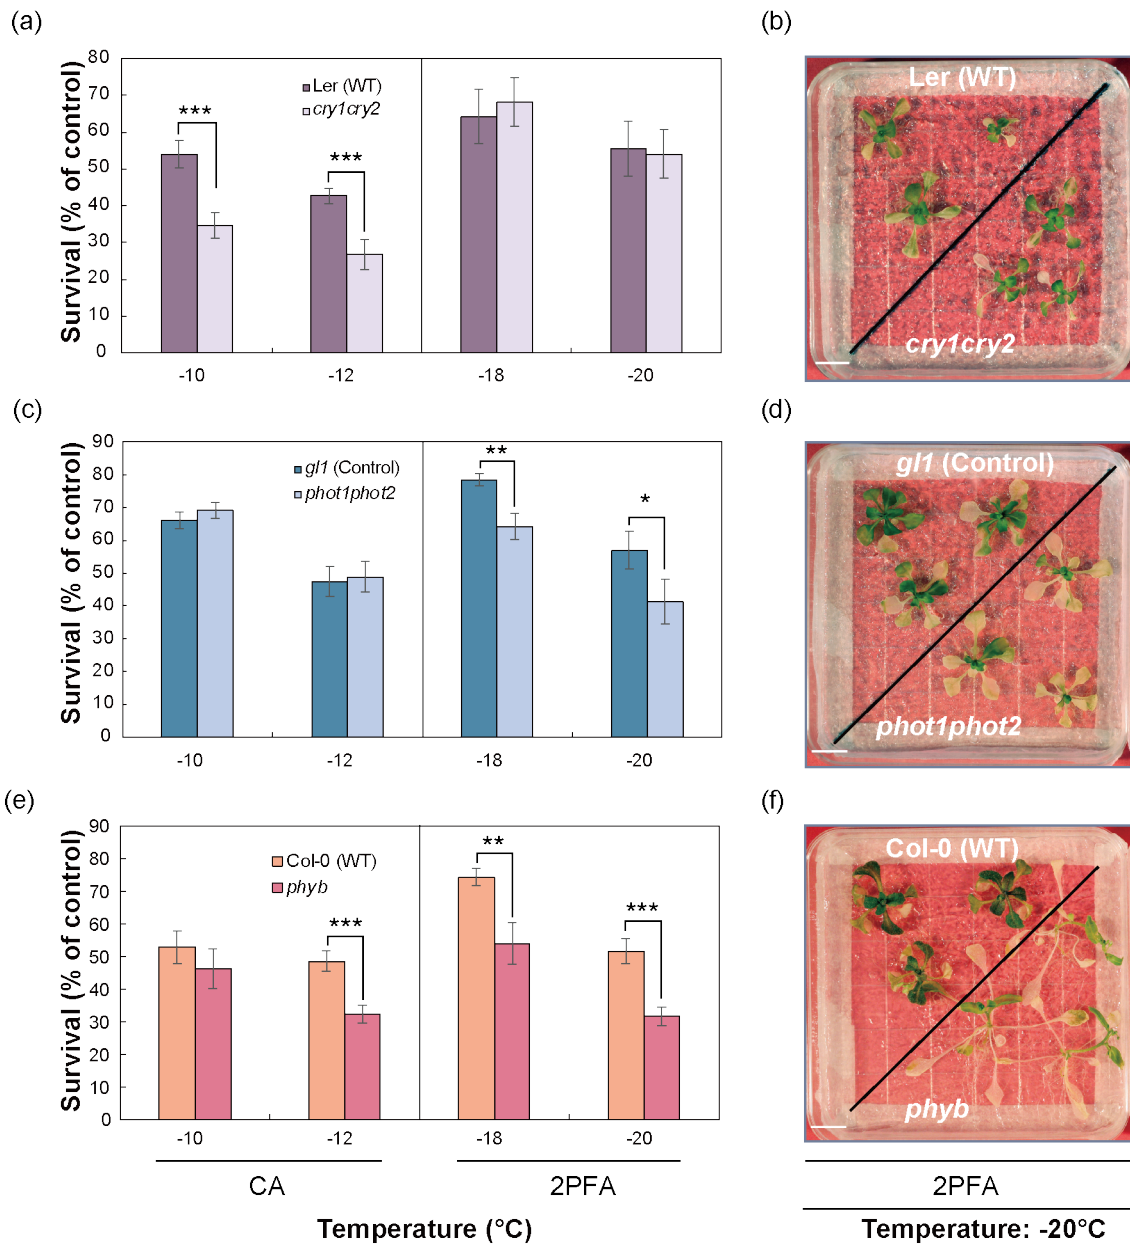 (a)
Survival (% of control)
80
70
60
50
40
30
20
10
0
Ler (WT)
cry1cry2
***
***
-10
-12
-18
-20
(b)
Ler (WT)
cry1cry2
(c)
Survival (% of control)
90
80
70
60
50
40
30
20
10
0
gl1 (Control)
phot1phot2
**
*
-10
-12
-18
-20
(d)
gl1 (Control)
phot1phot2
(e)
Survival (% of control)
90
80
70
60
50
40
30
20
10
0
Col-0 (WT)
phyb
***
**
***
-10
-12
-18
-20
CA
2PFA
Temperature (°C)
(f)
Col-0 (WT)
phyb
2PFA
Temperature: -20°C